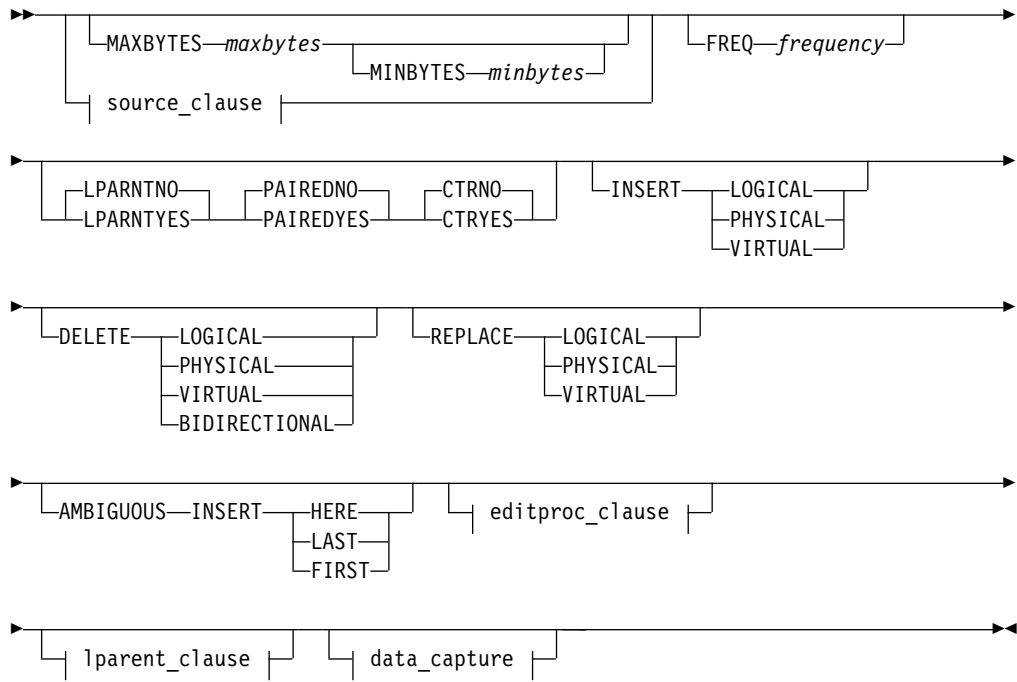 MAXBYTES maxbytes FREQ frequency
MINBYTES minbytes
source_clause
LPARNTNO PAIREDNO CTRNO INSERT LOGICAL
LPARNTYES PAIREDYES CTRYES PHYSICAL
VIRTUAL
DELETE LOGICAL REPLACE LOGICAL
PHYSICAL PHYSICAL
VIRTUAL VIRTUAL
BIDIRECTIONAL
AMBIGUOUS INSERT HERE editproc_clause
LAST
FIRST
lparent_clause data_capture